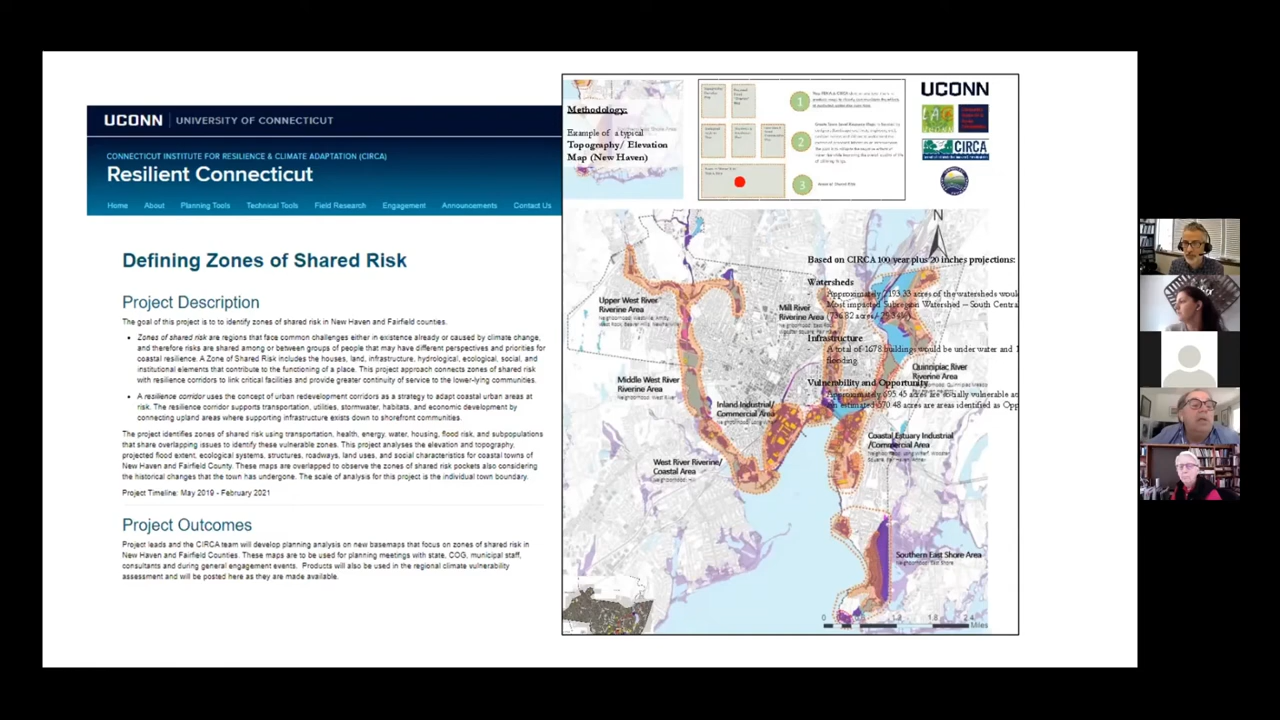 UCONN | UNIVERSITY OF CONNECTICUT
CONNECTICUT INSTITUTE FOR RESILIENCE & CLIMATE ADAPTATION (CIRCA)
Resilient Connecticut
Home About Planning Tools Technical Tools Field Research Engagement Announcements Contact Us
Defining Zones of Shared Risk
Project Description
The goal of this project is to to identify zones of shared risk in New Haven and Fairfield counties.
• Zones of shared risk are regions that face common challenges either in existence already or caused by climate change,
and therefore risks are shared among or between groups of people that may have different perspectives and priorities for
coastal resilience. A Zone of Shared Risk includes the houses, land, infrastructure, hydrological, ecological, social, and
institutional elements that contribute to the functioning of a place. This project approach connects zones of shared risk
with resilience corridors to link critical facilities and provide greater continuity of service to the lower-lying communities.
• A resilience corridor uses the concept of urban redevelopment corridors as a strategy to adapt coastal urban areas at
risk. The resilience corridor supports transportation, utilities, stormwater, habitats, and economic development by
connecting upland areas where supporting infrastructure exists down to shorefront communities.
The project identifies zones of shared risk using transportation, health, energy, water, housing, flood risk, and subpopulations
that share overlapping issues to identify these vulnerable zones. This project analyses the elevation and topography,
projected flood extent, ecological systems, structures, roadways, land uses, and social characteristics for coastal towns of
New Haven and Fairfield County. These maps are overlapped to observe the zones of shared risk pockets also considering
the historical changes that the town has undergone. The scale of analysis for this project is the individual town boundary.
Project Timeline: May 2019 - February 2021
Project Outcomes
Project leads and the CIRCA team will develop planning analysis on new basemaps that focus on zones of shared risk in
New Haven and Fairfield Counties. These maps are to be used for planning meetings with state, COG, municipal staff,
consultants and during general engagement events. Products will also be used in the regional climate vulnerability
assessment and will be posted here as they are made available.
Methodology:
Example of a typical
Topography/ Elevation
Map (New Haven)
1
2
3
UCONN
CIRCA
N
Based on CIRCA 100 year plus 20 inches projections:
Watersheds
Most impacted Subregion Watershed – South Centra
Infrastructure
A total of 1678 buildings would be under water and 1
flooding.
Vulnerability and Opportunity
Upper West River
Riverine Area
Mill River
Riverine Area
Middle West River
Riverine Area
Quinnipiac River
Riverine Area
Inland Industrial/
Commercial Area
Coastal Estuary Industrial
/Commercial Area
West River Riverine/
Coastal Area
Southern East Shore Area
Miles